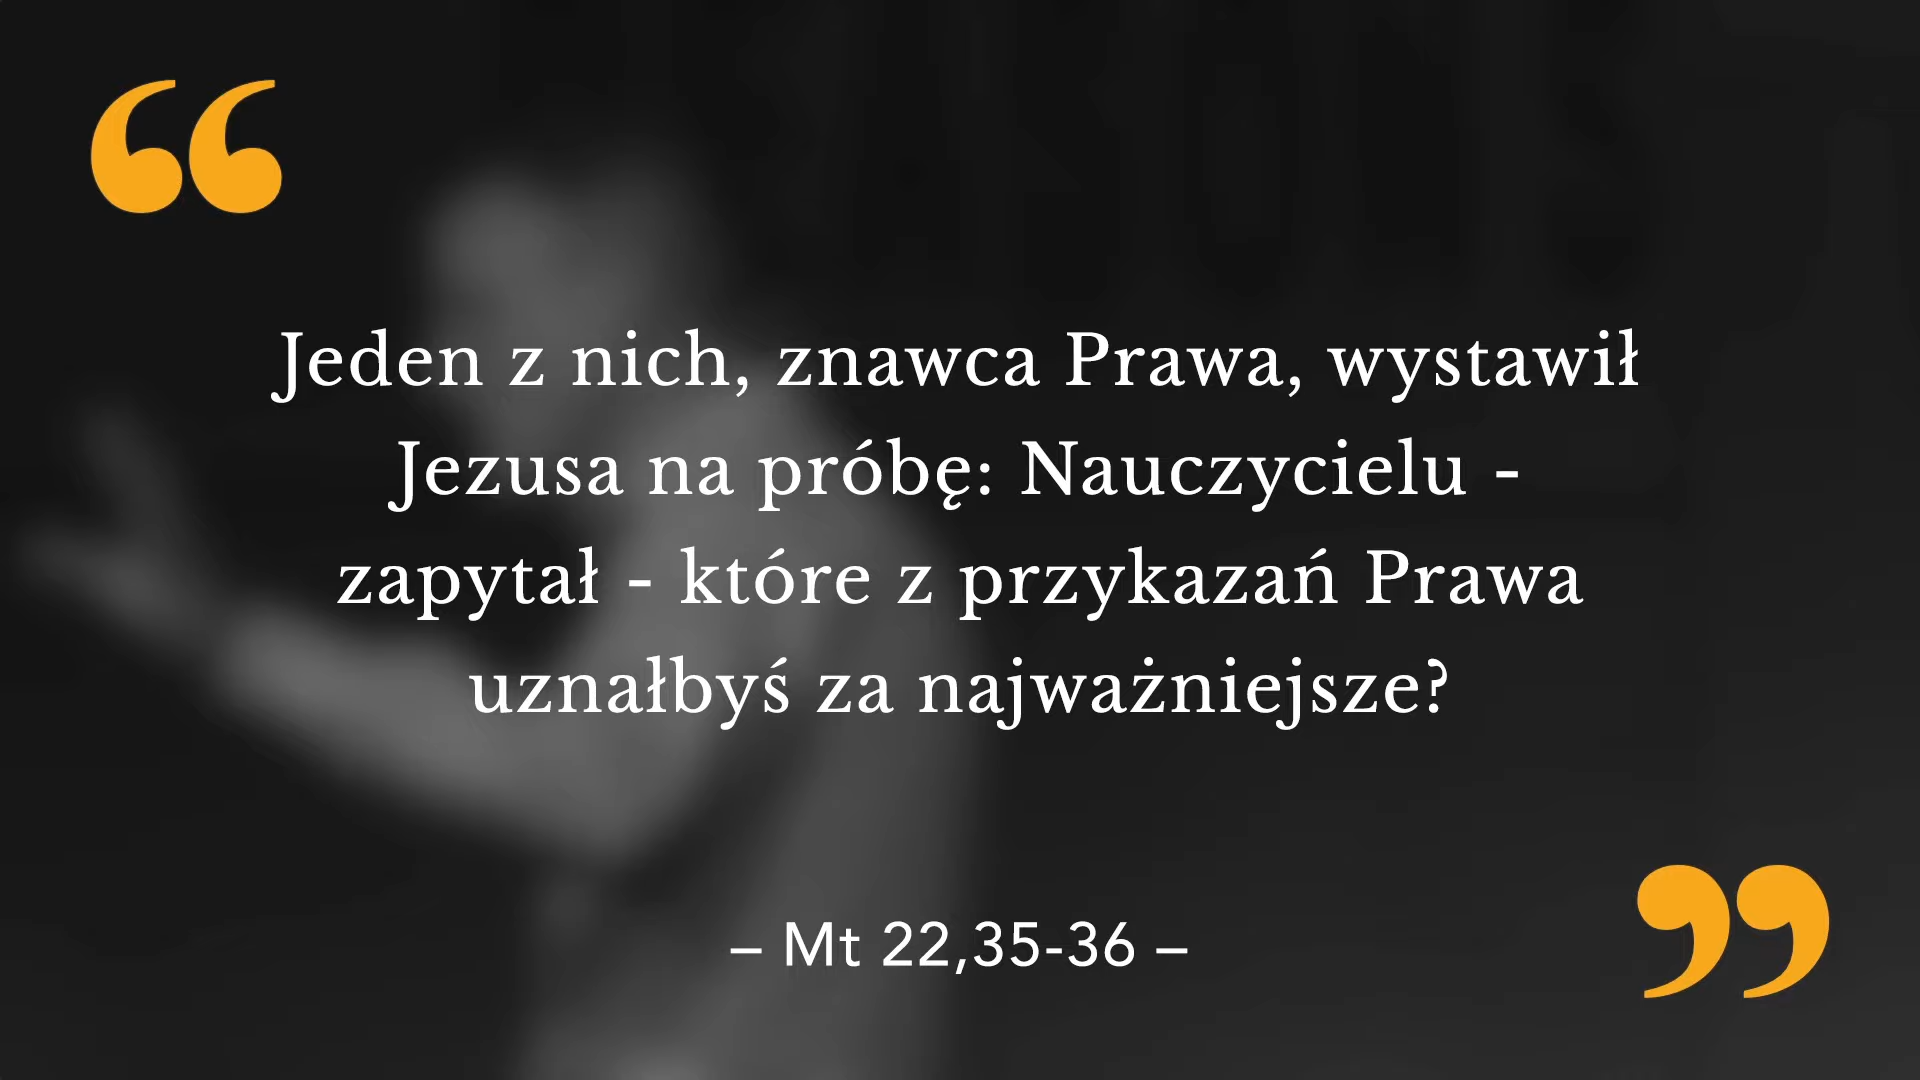 “
Jeden z nich, znawca Prawa, wystawił
Jezusa na próbę: Nauczycielu -
zapytał - które z przykazań Prawa
uznałbyś za najważniejsze?
”
– Mt 22,35-36 –